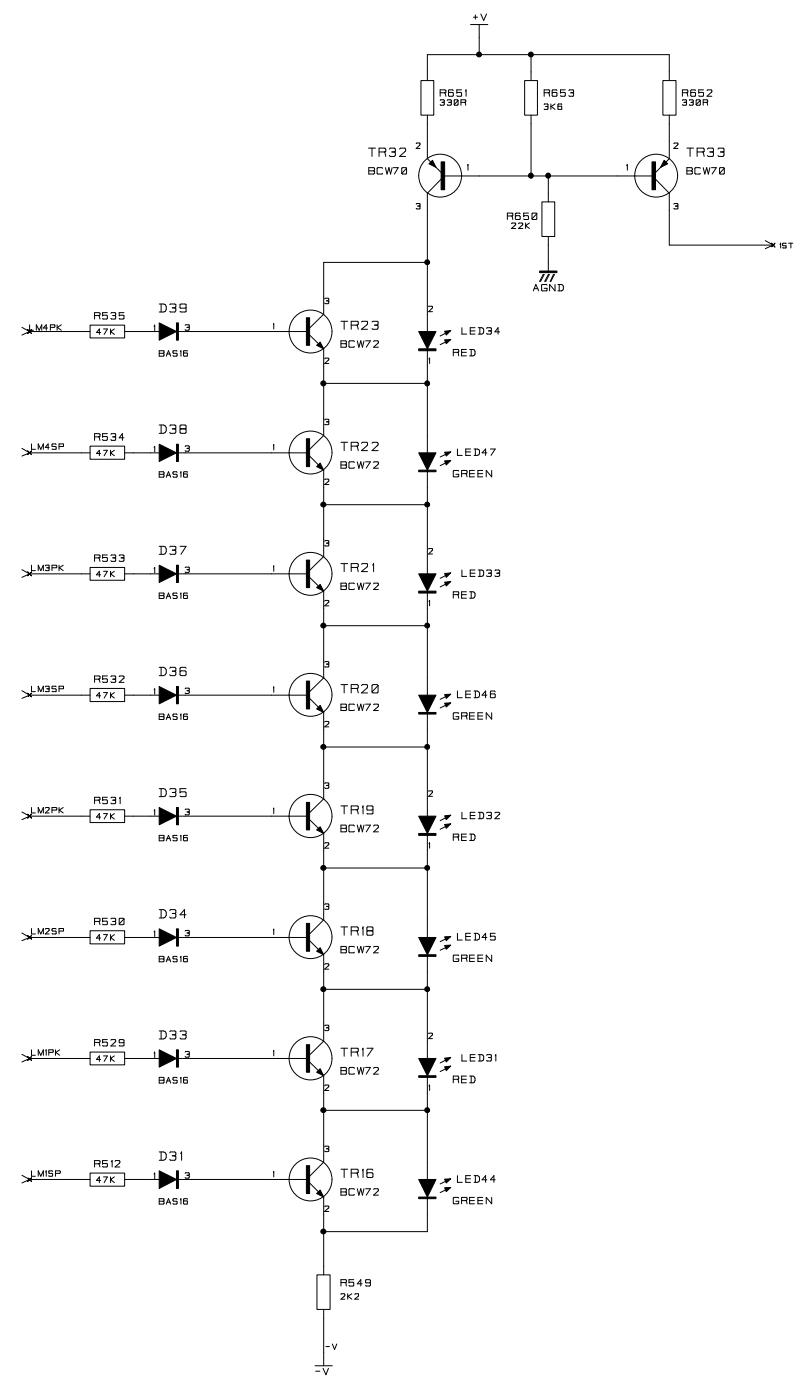 +V
R651
330R
R653
3K6
R652
330R
2
2
TR32
BCW70
1
1
TR33
BCW70
3
3
R650
22K
1ST
AGND
LM4PK
R535
47K
D39
1 3
BAS16
1
3
TR23
BCW72
2
2
LED34
RED
1
LM4SP
R534
47K
D38
1 3
BAS16
1
3
TR22
BCW72
2
LED47
GREEN
LM3PK
R533
47K
D37
1 3
BAS16
1
3
TR21
BCW72
2
2
LED33
RED
1
LM3SP
R532
47K
D36
1 3
BAS16
1
3
TR20
BCW72
2
LED46
GREEN
LM2PK
R531
47K
D35
1 3
BAS16
1
3
TR19
BCW72
2
2
LED32
RED
1
LM2SP
R530
47K
D34
1 3
BAS16
1
3
TR18
BCW72
2
LED45
GREEN
LM1PK
R529
47K
D33
1 3
BAS16
1
3
TR17
BCW72
2
2
LED31
RED
1
LM1SP
R512
47K
D31
1 3
BAS16
1
3
TR16
BCW72
2
LED44
GREEN
R549
2K2
-V
-V